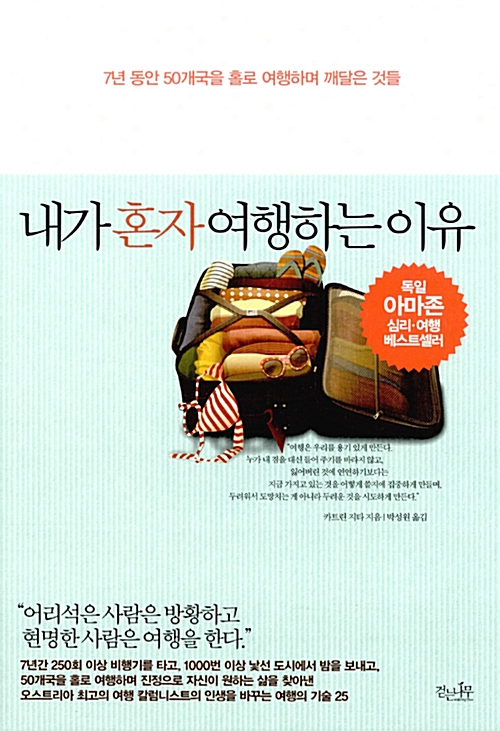 7년 동안 50개국을 홀로 여행하며 깨달은 것들
내가 혼자 여행하는 이유
독일
아마존
심리·여행
베스트셀러
"여행은 우리를 용기 있게 만든다.
누가 내 짐을 대신 들어 주기를 바라지 않고,
잃어버린 것에 연연하기보다는
지금 가지고 있는 것을 어떻게 쓸지에 집중하게 만들며,
두려워서 도망치는 게 아니라 두려운 것을 시도하게 만든다."
카트린 지타 지음 | 박성원 옮김
“어리석은 사람은 방황하고
현명한 사람은 여행을 한다.”
7년간 250회 이상 비행기를 타고, 1000번 이상 낯선 도시에서 밤을 보내고,
50개국을 홀로 여행하며 진정으로 자신이 원하는 삶을 찾아낸
오스트리아 최고의 여행 칼럼니스트의 인생을 바꾸는 여행의 기술 25
걷는나무